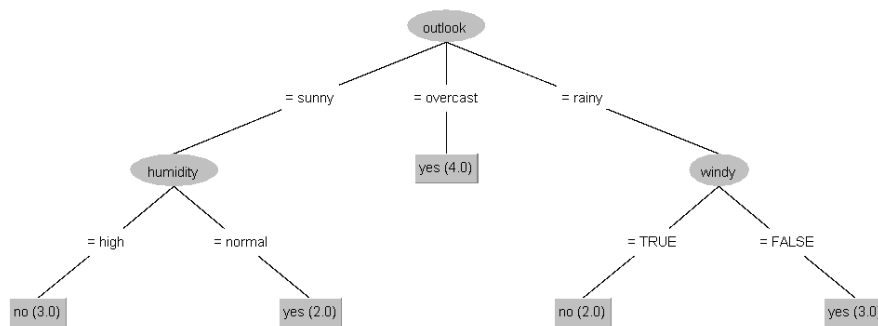 outlook
= sunny
= overcast
= rainy
humidity
yes (4.0)
windy
= high
= normal
= TRUE
= FALSE
no (3.0)
yes (2.0)
no (2.0)
yes (3.0)